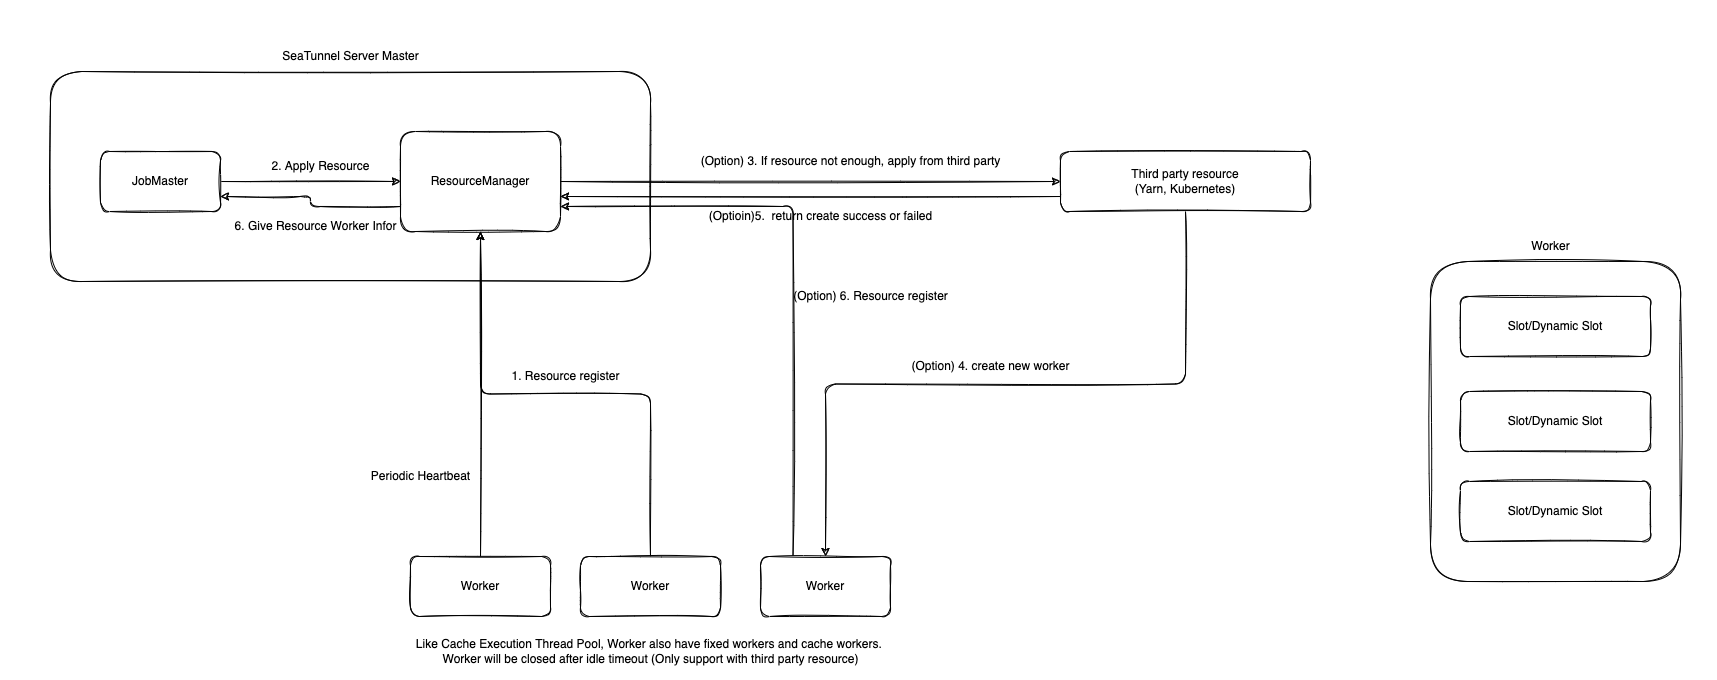 SeaTunnel Server Master
JobMaster
2. Apply Resource
ResourceManager
6. Give Resource Worker Infor
(Option) 3. If resource not enough, apply from third party
Third party resource
(Yarn, Kubernetes)
(Optioin)5.  return create success or failed
(Option) 6. Resource register
(Option) 4. create new worker
1. Resource register
Periodic Heartbeat
Worker
Worker
Worker
Like Cache Execution Thread Pool, Worker also have fixed workers and cache workers.
Worker will be closed after idle timeout (Only support with third party resource)
Worker
Slot/Dynamic Slot
Slot/Dynamic Slot
Slot/Dynamic Slot